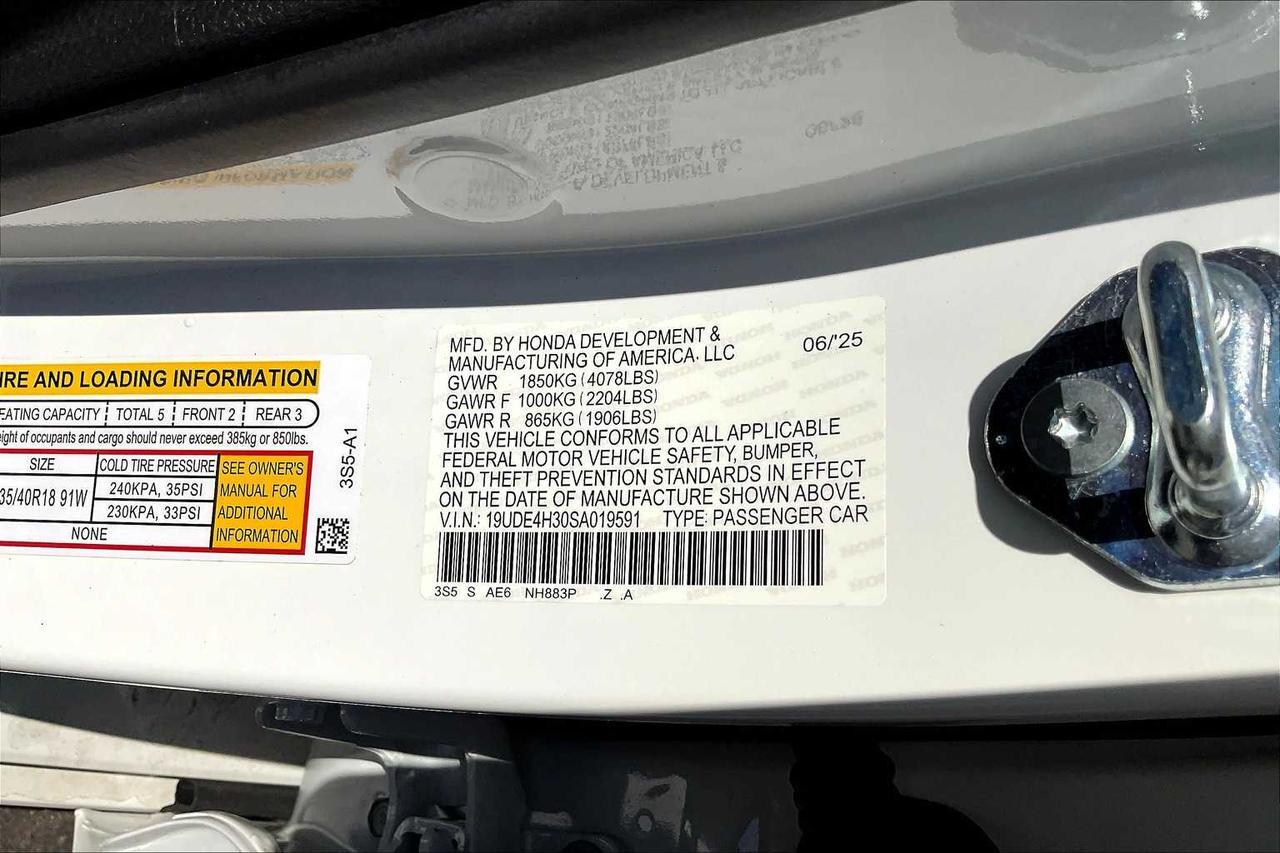 IRE AND LOADING INFORMATION
EATING CAPACITY TOTAL 5 FRONT 2 REAR 3
eight of occupants and cargo should never exceed 385kg or 850lbs.
SIZE COLD TIRE PRESSURE SEE OWNER'S MANUAL FOR ADDITIONAL INFORMATION
35/40R18 91W 240KPA, 35PSI
230KPA, 33PSI
NONE
3S5-A1
MFD. BY HONDA DEVELOPMENT &
MANUFACTURING OF AMERICA, LLC 06/'25
GVWR 1850KG (4078LBS)
GAWR F 1000KG (2204LBS)
GAWR R 865KG (1906LBS)
THIS VEHICLE CONFORMS TO ALL APPLICABLE
FEDERAL MOTOR VEHICLE SAFETY, BUMPER,
AND THEFT PREVENTION STANDARDS IN EFFECT
ON THE DATE OF MANUFACTURE SHOWN ABOVE.
V.I.N.: 19UDE4H30SA019591 TYPE: PASSENGER CAR
3S5 S AE6 NH883P .Z .A